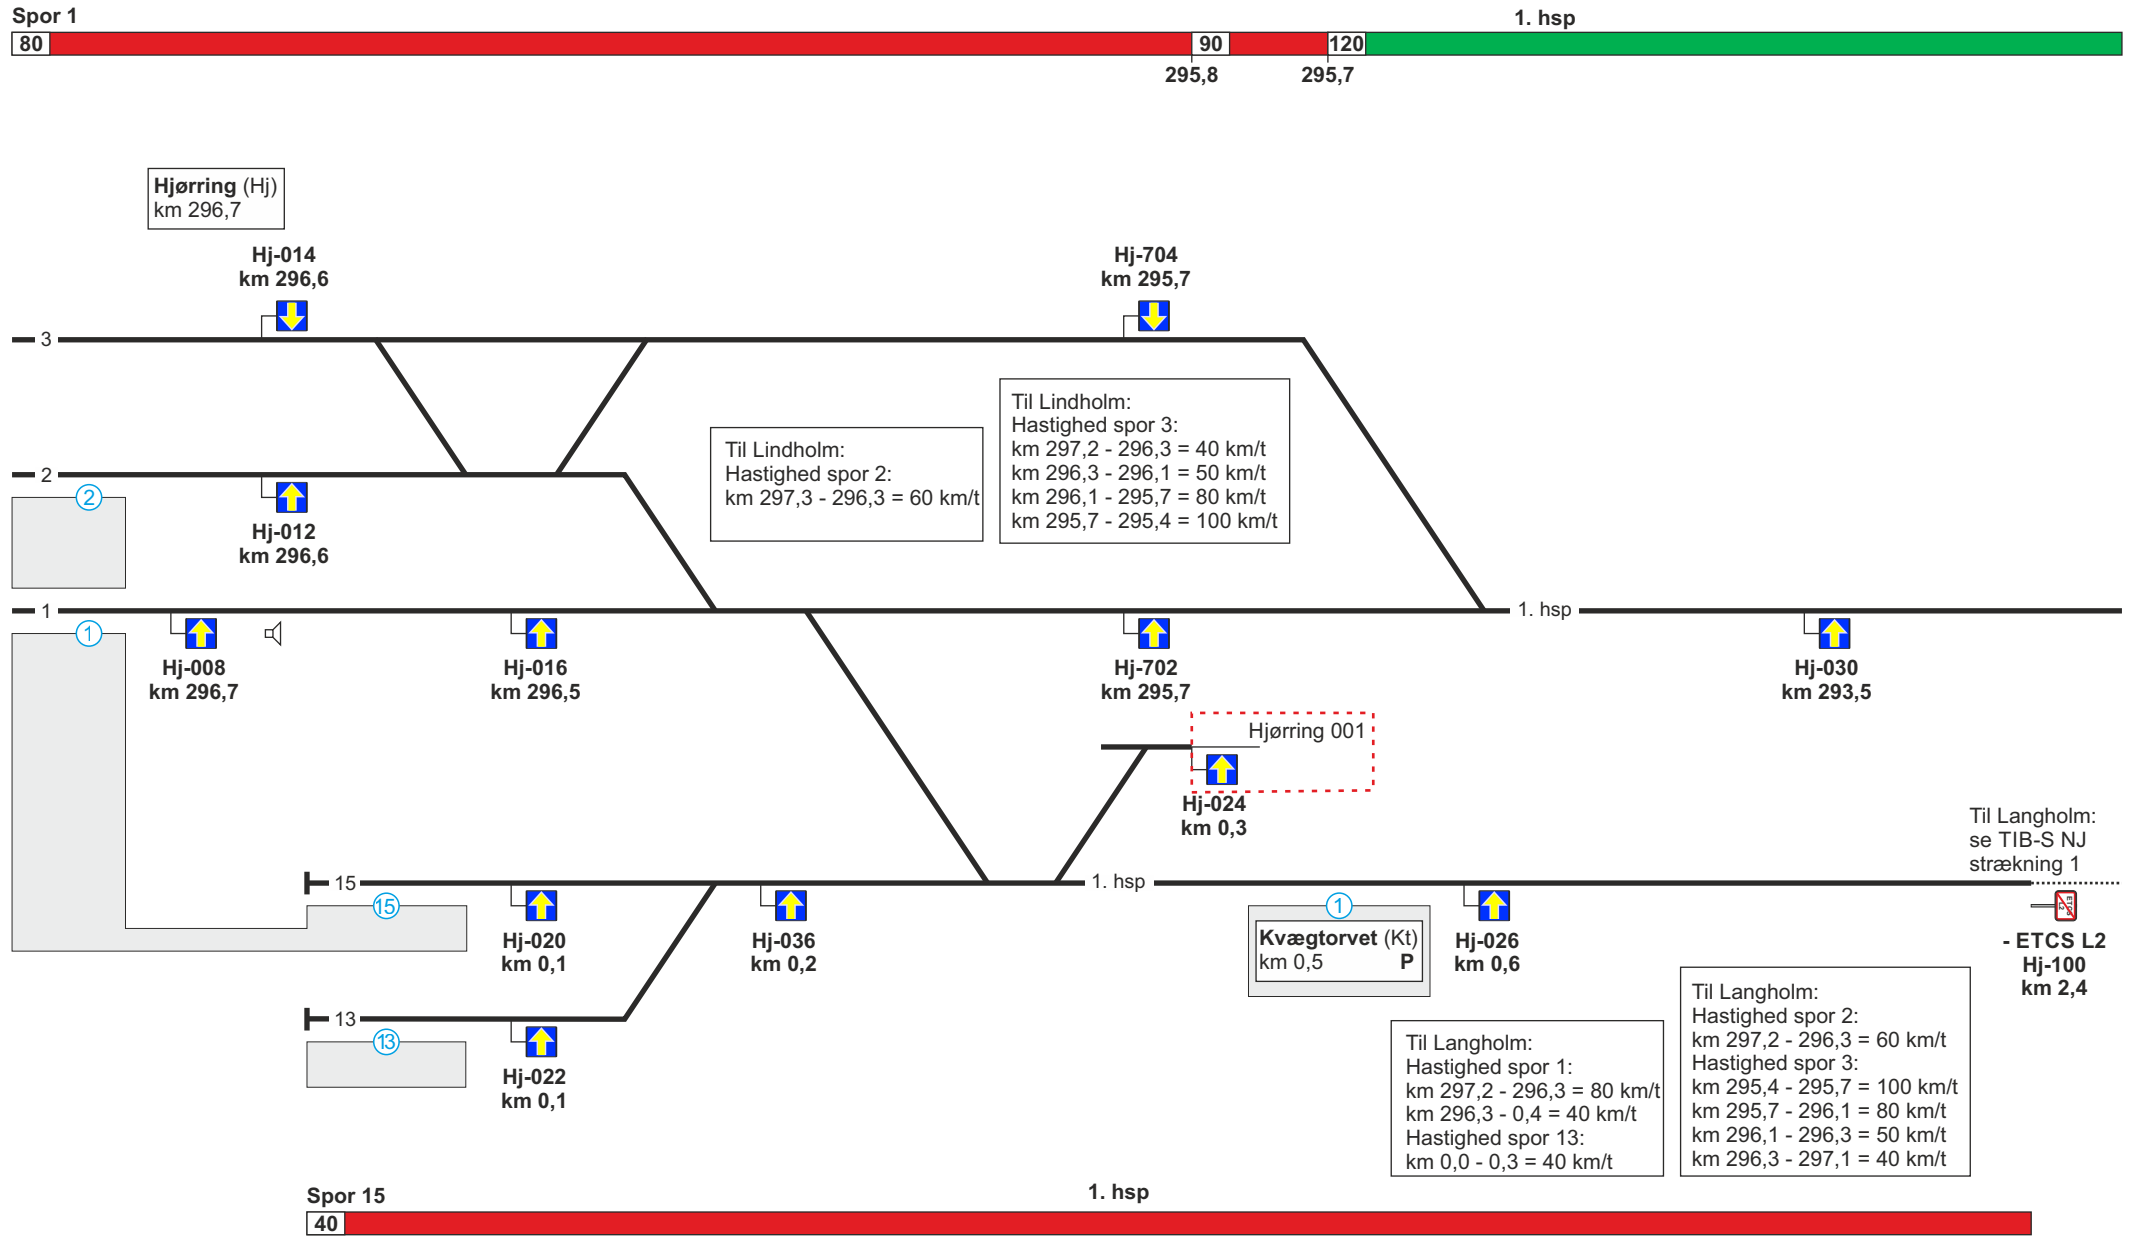 Spor 1
1. hsp
80
90
120
295,8
295,7
Hjørring (Hj)
km 296,7
Hj-014
km 296,6
Hj-704
km 295,7
3
Til Lindholm:
Hastighed spor 3:
km 297,2 - 296,3 = 40 km/t
km 296,3 - 296,1 = 50 km/t
km 296,1 - 295,7 = 80 km/t
km 295,7 - 295,4 = 100 km/t
Til Lindholm:
Hastighed spor 2:
km 297,3 - 296,3 = 60 km/t
2
2
Hj-012
km 296,6
1
1. hsp
1
Hj-008
km 296,7
Hj-016
km 296,5
Hj-702
km 295,7
Hj-030
km 293,5
Hjørring 001
Hj-024
km 0,3
Til Langholm:
se TIB-S NJ
strækning 1
15
1. hsp
15
1
ETCS
L2
Hj-020
km 0,1
Hj-036
km 0,2
Kvægtorvet (Kt)
km 0,5 P
Hj-026
km 0,6
- ETCS L2
Hj-100
km 2,4
13
13
Hj-022
km 0,1
Til Langholm:
Hastighed spor 1:
km 297,2 - 296,3 = 80 km/t
km 296,3 - 0,4 = 40 km/t
Hastighed spor 13:
km 0,0 - 0,3 = 40 km/t
Til Langholm:
Hastighed spor 2:
km 297,2 - 296,3 = 60 km/t
Hastighed spor 3:
km 295,4 - 295,7 = 100 km/t
km 295,7 - 296,1 = 80 km/t
km 296,1 - 296,3 = 50 km/t
km 296,3 - 297,1 = 40 km/t
Spor 15
1. hsp
40